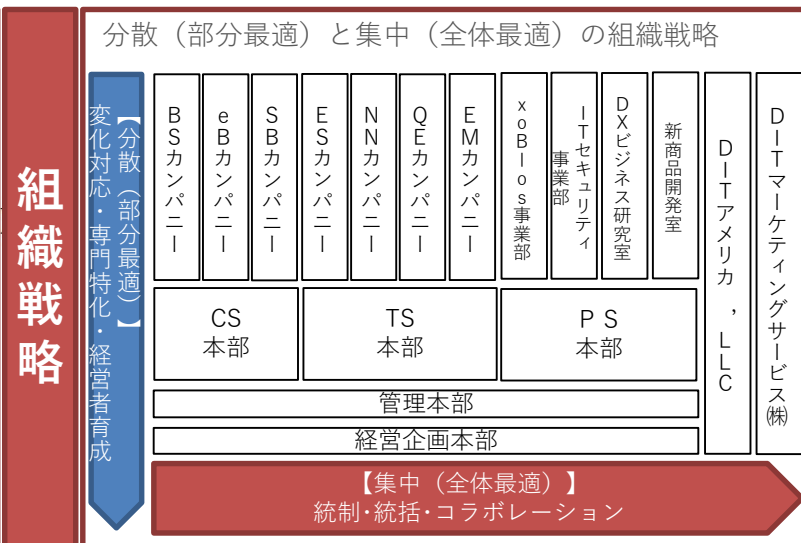 分散（部分最適）と集中（全体最適）の組織戦略
組織戦略
【分散（部分最適）】
変化対応・専門特化・経営者育成
BSカンパニー
eBカンパニー
SBカンパニー
ESカンパニー
NNカンパニー
QEカンパニー
EMカンパニー
xoBlos事業部
ITセキュリティ
事業部
DXビジネス研究室
新商品開発室
DITアメリカ，LLC
DITマーケティングサービス㈱
CS
本部
TS
本部
ＰＳ
本部
管理本部
経営企画本部
【集中（全体最適）】
統制･統括･コラボレーション